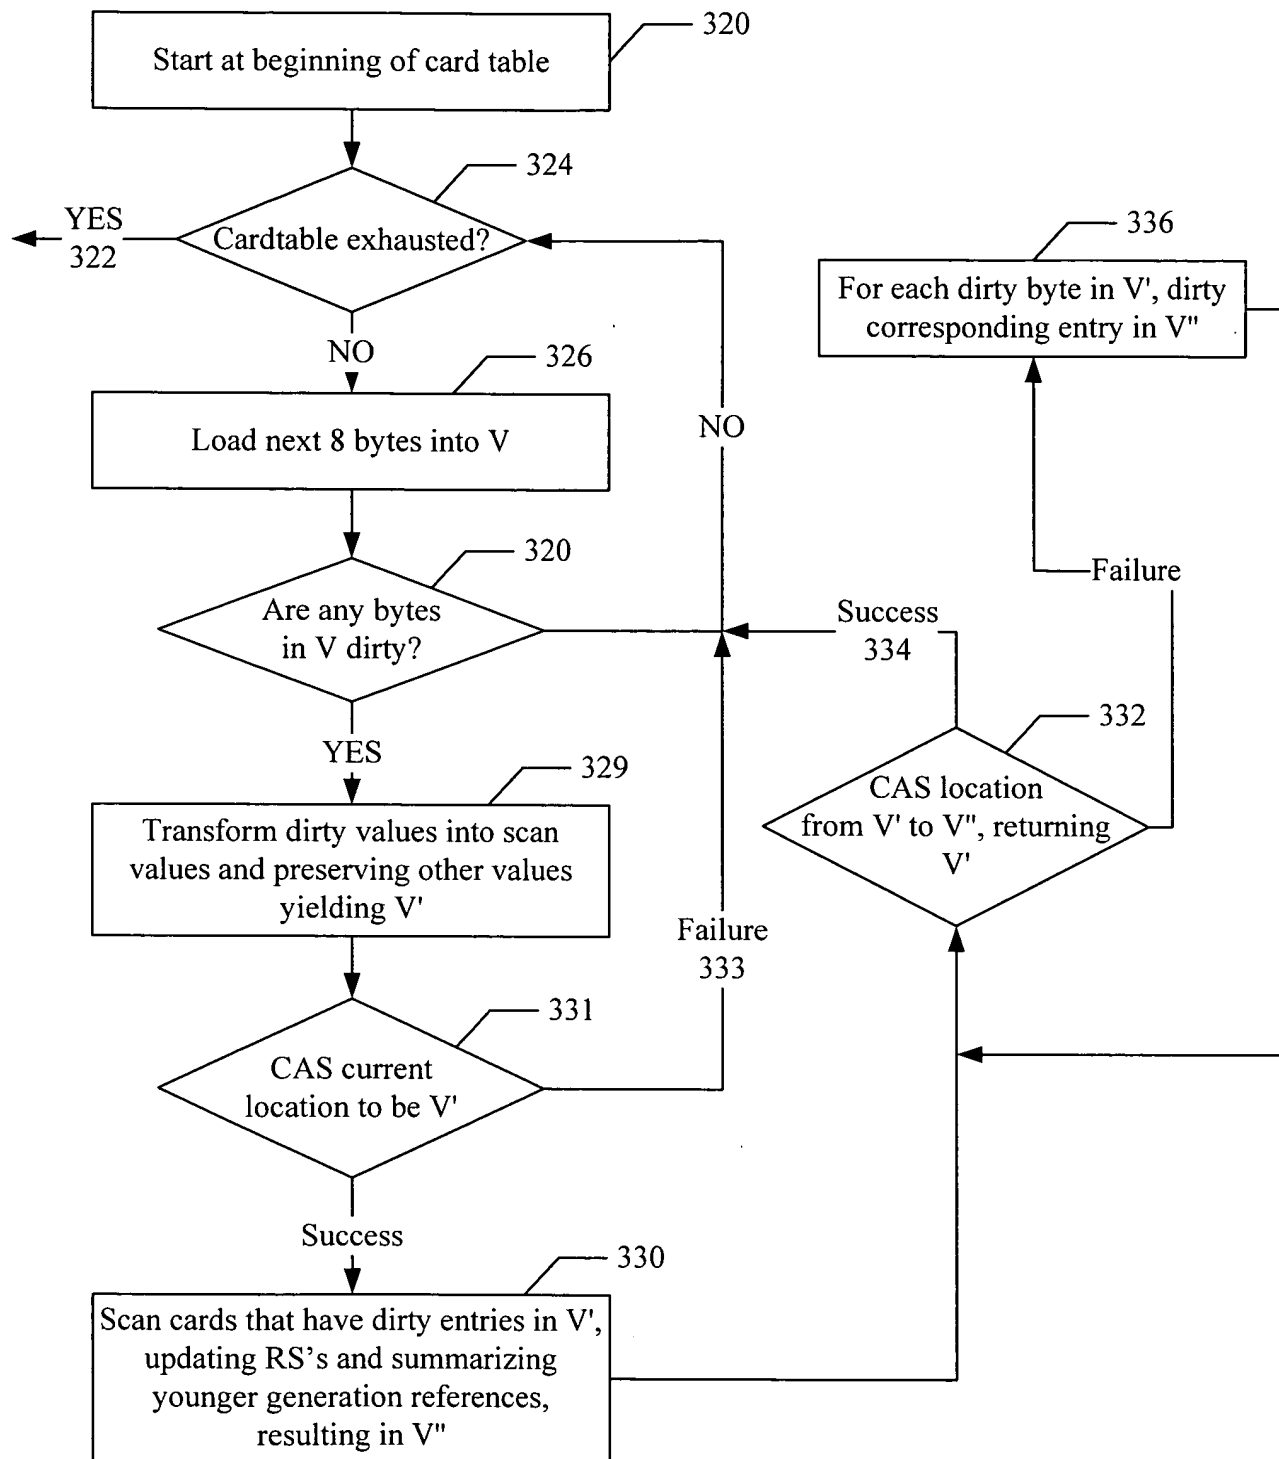 320
Start at beginning of card table
324
Cardtable exhausted?
YES
322
NO
326
Load next 8 bytes into V
320
Are any bytes
in V dirty?
NO
YES
329
Transform dirty values into scan
values and preserving other values
yielding V'
331
CAS current
location to be V'
Failure
333
Success
330
Scan cards that have dirty entries in V',
updating RS's and summarizing
younger generation references,
resulting in V"
336
For each dirty byte in V', dirty
corresponding entry in V"
Failure
Success
334
332
CAS location
from V' to V", returning
V'